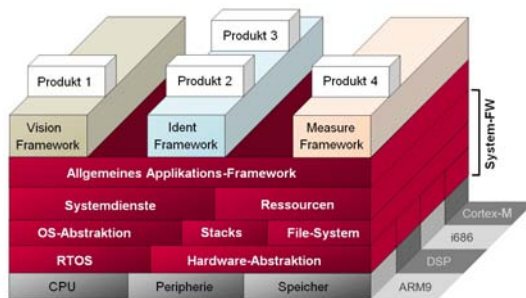 Produkt 3
Produkt 1
Produkt 2
Produkt 4
Vision
Framework
Ident
Framework
Measure
Framework
System-FW
Allgemeines Applikations-Framework
Systemdienste
Ressourcen
OS-Abstraktion
Stacks
File-System
RTOS
Hardware-Abstraktion
CPU
Peripherie
Speicher
Cortex-M
i686
DSP
ARM9